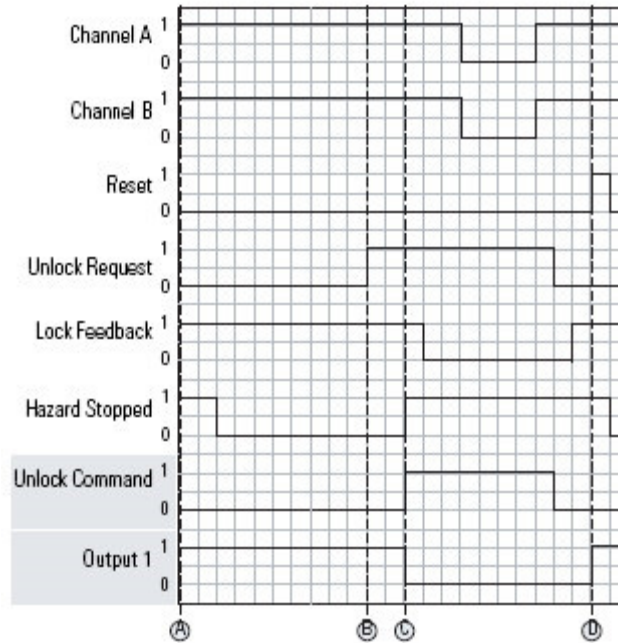 Channel A 1
0
Channel B 1
0
Reset 1
0
Unlock Request 1
0
Lock Feedback 1
0
Hazard Stopped 1
0
Unlock Command 1
0
Output 1 1
0
A B C D